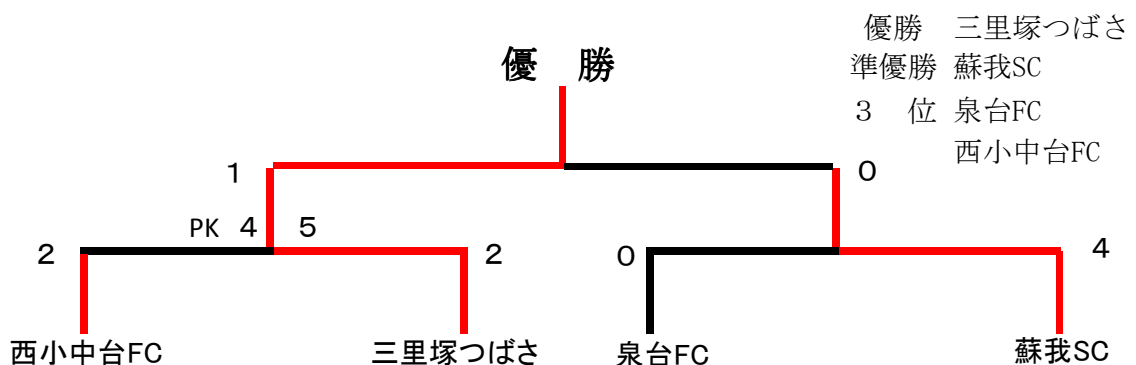 優勝 三里塚つばさ
優 勝
準優勝 蘇我SC
3 位 泉台FC
西小中台FC
1
0
PK 4 5
2
2
0
4
西小中台FC
三里塚つばさ
泉台FC
蘇我SC